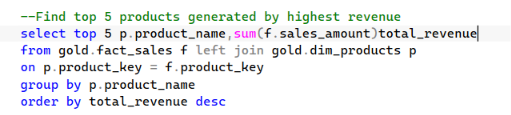 --Find top 5 products generated by highest revenue
select top 5 p.product_name,sum(f.sales_amount)total_revenue
from gold.fact_sales f left join gold.dim_products p
on p.product_key = f.product_key
group by p.product_name
order by total_revenue desc